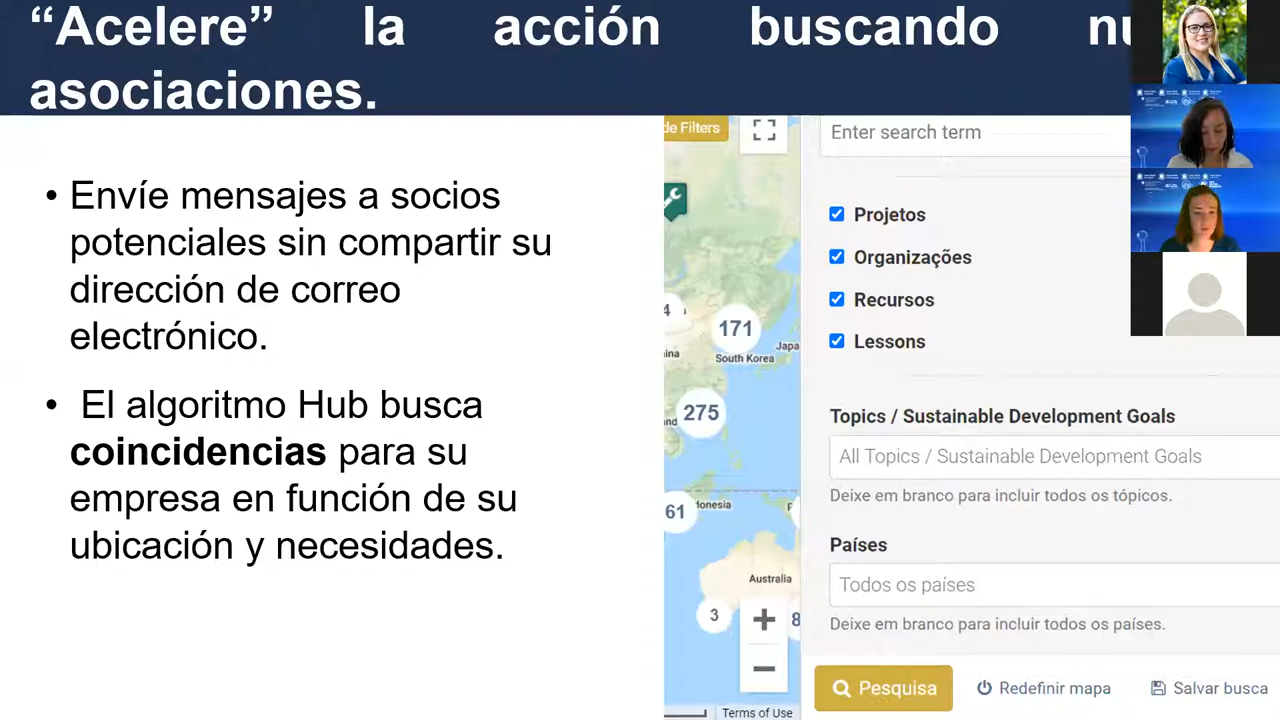 “Acelere” la acción buscando
asociaciones.
• Envíe mensajes a socios
potenciales sin compartir su
dirección de correo
electrónico.
• El algoritmo Hub busca
coincidencias para su
empresa en función de su
ubicación y necesidades.
Filters
4
171
South Korea
275
61
Australia
3
8
+
−
Terms of Use
Enter search term
Projetos
Organizações
Recursos
Lessons
Topics / Sustainable Development Goals
All Topics / Sustainable Development Goals
Deixe em branco para incluir todos os tópicos.
Países
Todos os países
Deixe em branco para incluir todos os países.
Pesquisa
Redefinir mapa
Salvar busca